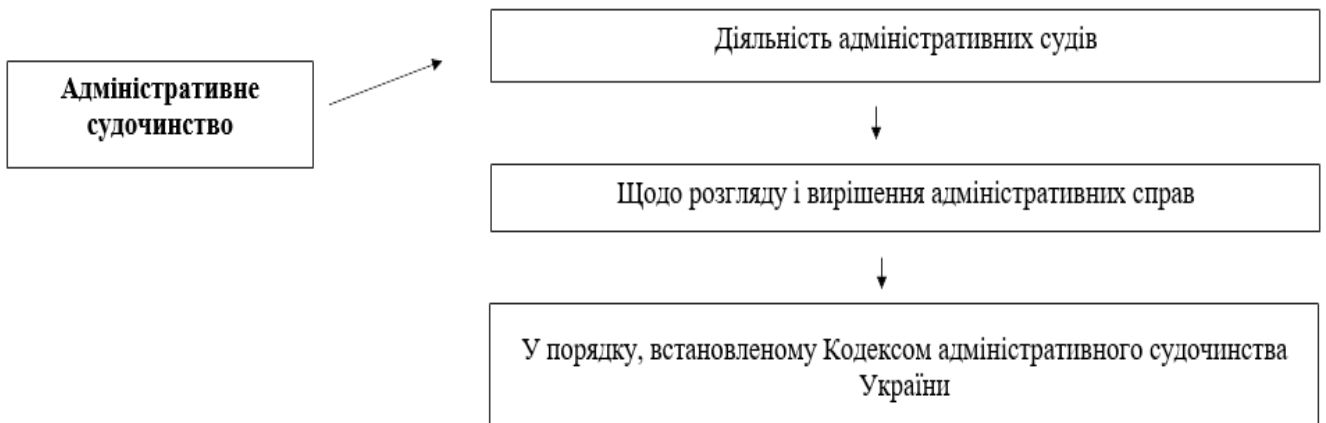 Діяльність адміністративних судів
Адміністративне
судочинство
Щодо розгляду і вирішення адміністративних справ
У порядку, встановленому Кодексом адміністративного судочинства
України